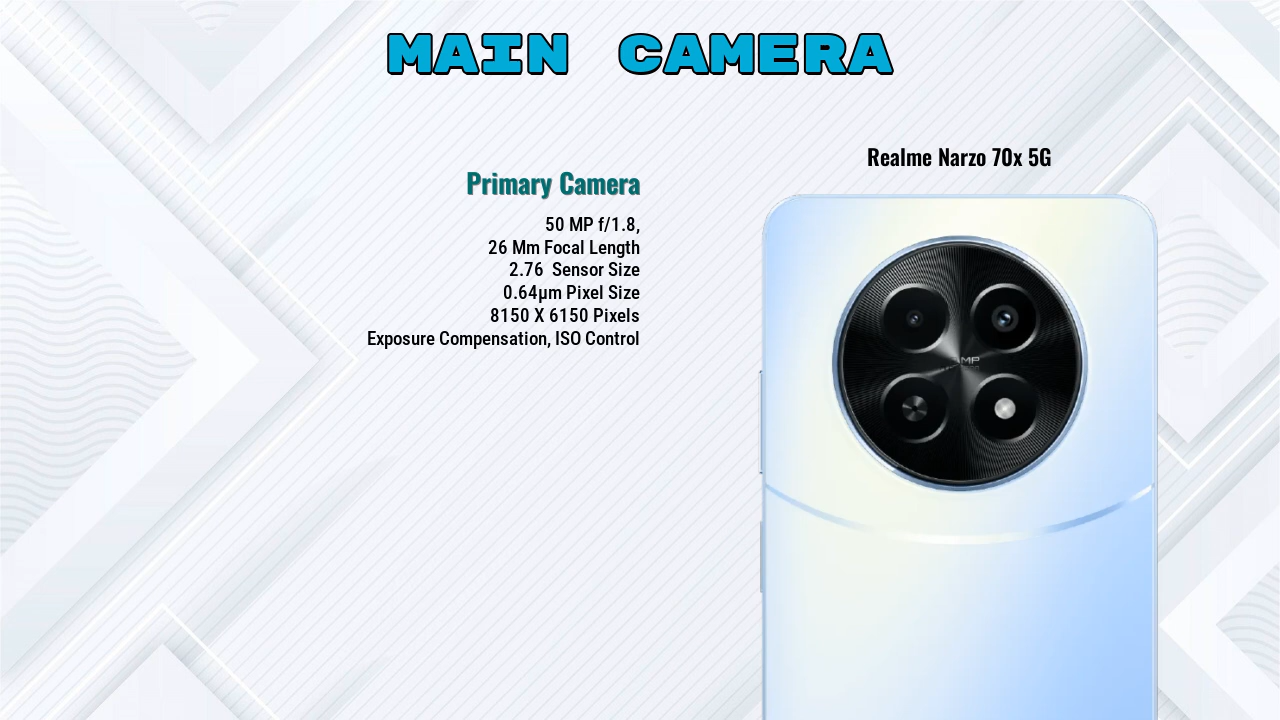 MAIN CAMERA
Realme Narzo 70x 5G
Primary Camera
50 MP f/1.8,
26 Mm Focal Length
2.76 Sensor Size
0.64µm Pixel Size
8150 X 6150 Pixels
Exposure Compensation, ISO Control